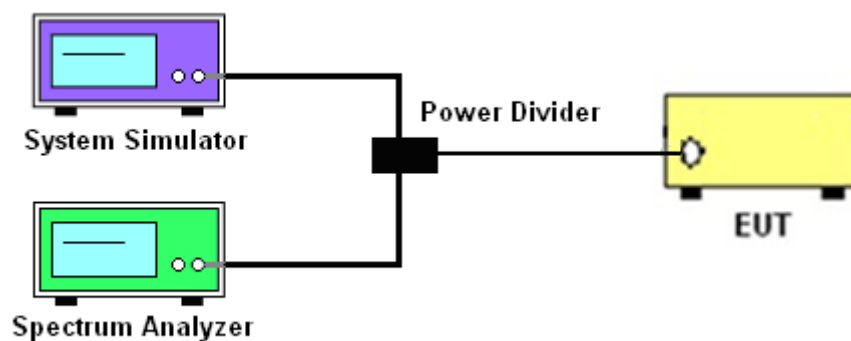 System Simulator
Power Divider
EUT
Spectrum Analyzer